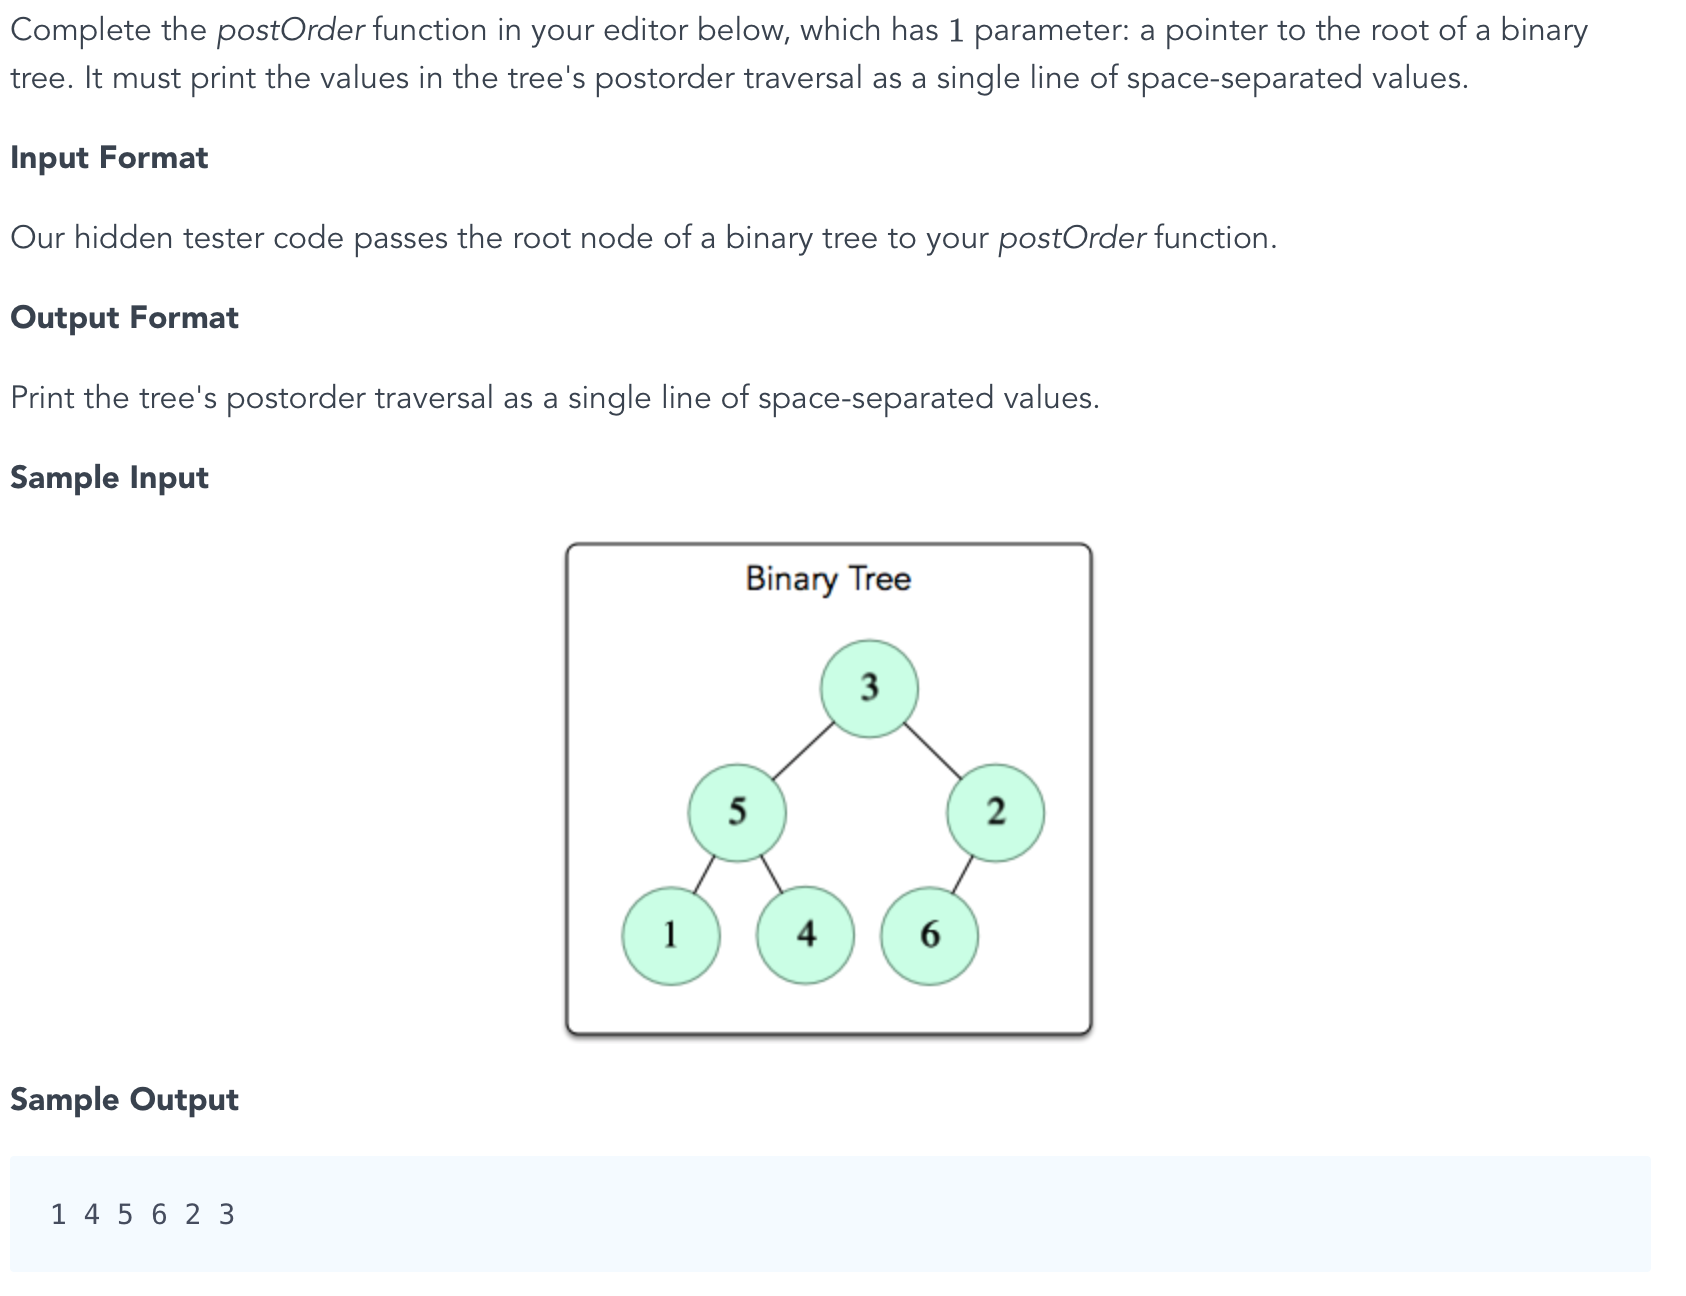 Complete the postOrder function in your editor below, which has 1 parameter: a pointer to the root of a binary
tree. It must print the values in the tree's postorder traversal as a single line of space-separated values.
Input Format
Our hidden tester code passes the root node of a binary tree to your postOrder function.
Output Format
Print the tree's postorder traversal as a single line of space-separated values.
Sample Input
Binary Tree
3
5 2
1 4 6
Sample Output
1 4 5 6 2 3